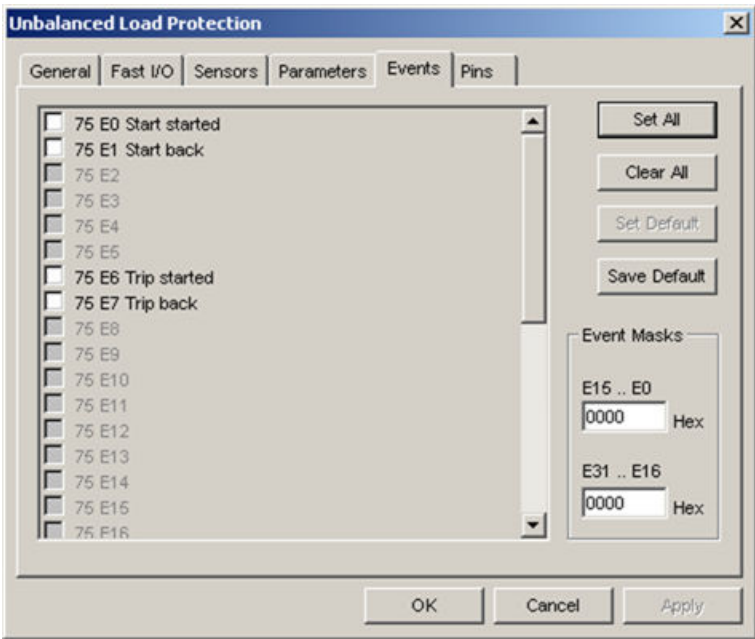 Unbalanced Load Protection
General Fast I/O Sensors Parameters Events Pins
75 E0 Start started
75 E1 Start back
75 E2
75 E3
75 E4
75 E5
75 E6 Trip started
75 E7 Trip back
75 E8
75 E9
75 E10
75 E11
75 E12
75 E13
75 E14
75 E15
75 E16
Set All
Clear All
Set Default
Save Default
Event Masks
E15 .. E0
0000 Hex
E31 .. E16
0000 Hex
OK Cancel Apply